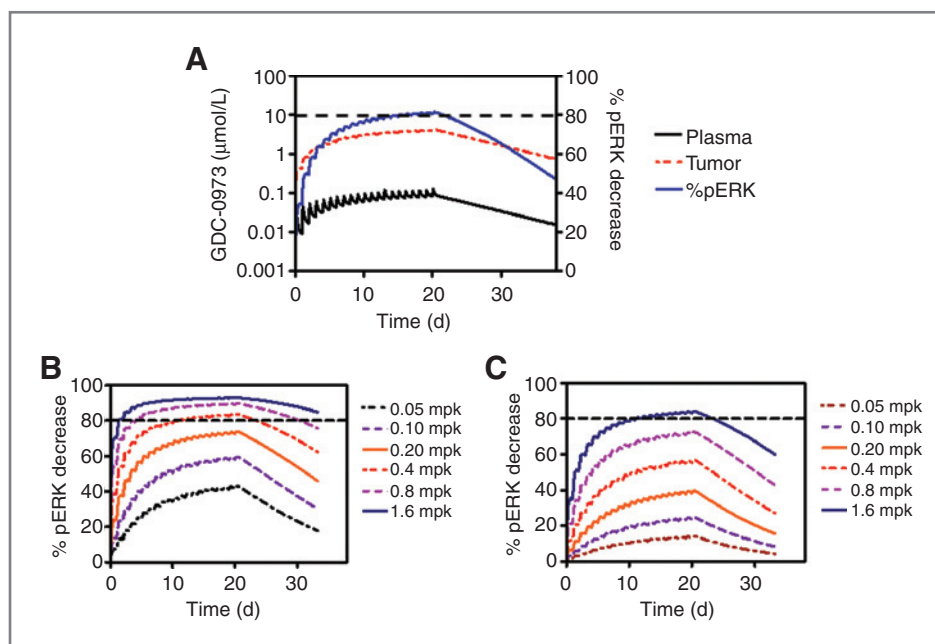 A
GDC-0973 (μmol/L)
100
10
1
0.1
0.01
0.001
100
80
60
40
20
0
% pERK decrease
0 10 20 30
Time (d)
Plasma
Tumor
%pERK
B
% pERK decrease
100
80
60
40
20
0
0 10 20 30
Time (d)
0.05 mpk
0.10 mpk
0.20 mpk
0.4 mpk
0.8 mpk
1.6 mpk
C
% pERK decrease
100
80
60
40
20
0
0 10 20 30
Time (d)
0.05 mpk
0.10 mpk
0.20 mpk
0.4 mpk
0.8 mpk
1.6 mpk